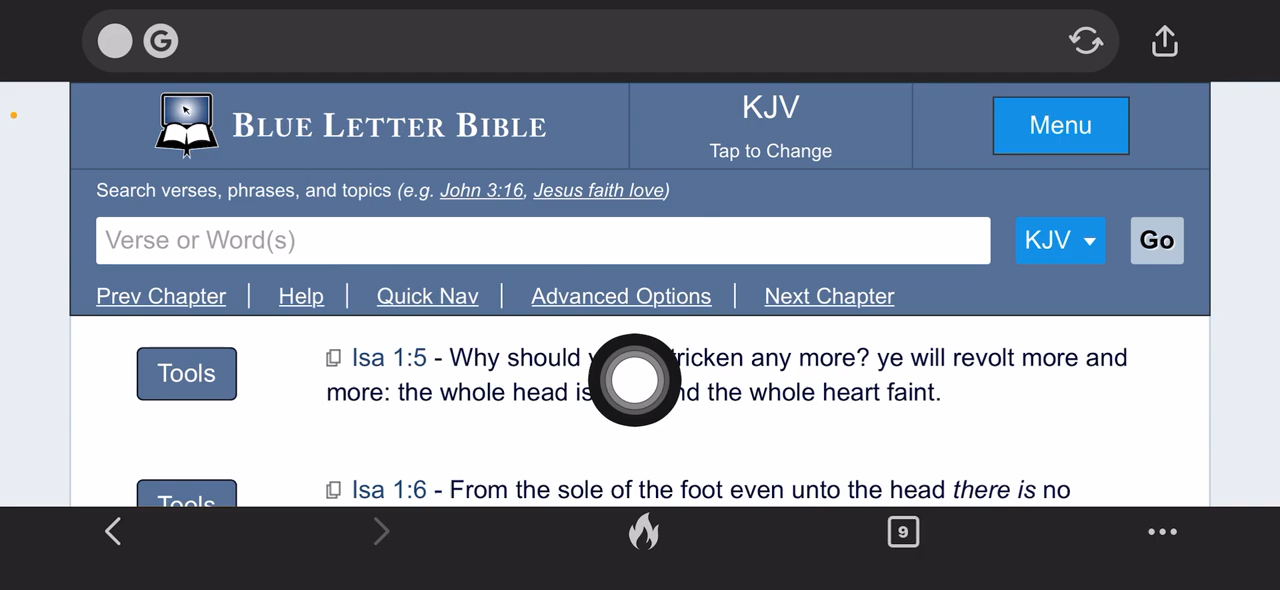 G
BLUE LETTER BIBLE
KJV
Tap to Change
Menu
Search verses, phrases, and topics (e.g. John 3:16, Jesus faith love)
Verse or Word(s)
KJV
Go
Prev Chapter | Help | Quick Nav | Advanced Options | Next Chapter
Tools
Isa 1:5 - Why should any more? ye will revolt more and
more: the whole head is the whole heart faint.
Tools
Isa 1:6 - From the sole of the foot even unto the head there is no
9